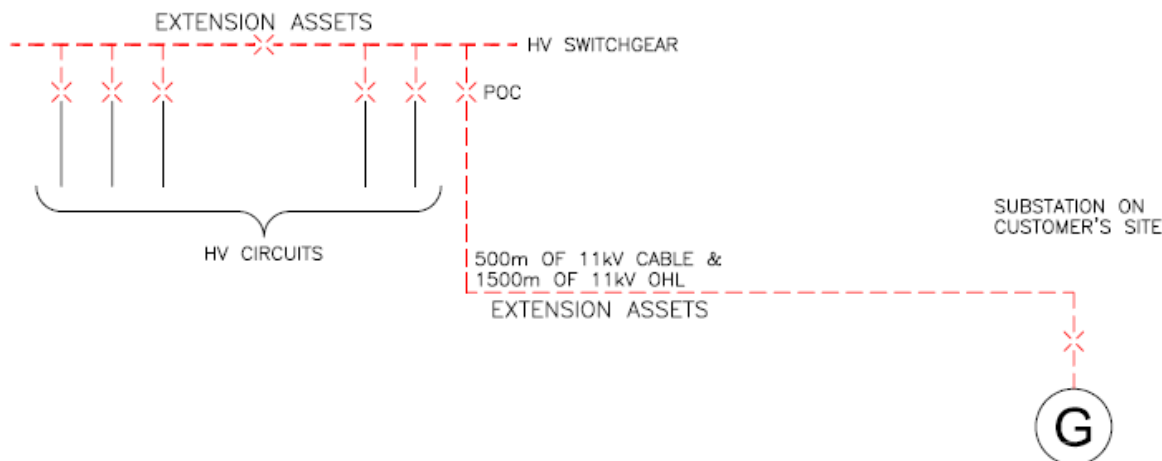 EXTENSION ASSETS
HV SWITCHGEAR
POC
HV CIRCUITS
SUBSTATION ON
CUSTOMER'S SITE
500m OF 11kV CABLE &
1500m OF 11kV OHL
EXTENSION ASSETS
G